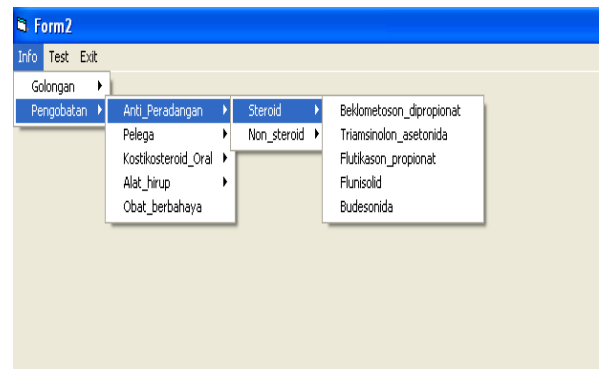 Form2
Info Test Exit
Golongan
Pengobatan
Anti_Peradangan
Pelega
Kostikosteroid_Oral
Alat_hirup
Obat_berbahaya
Steroid
Non_steroid
Beklometoson_dipropionat
Triamsinolon_asetonida
Flutikason_propionat
Flunisolid
Budesonida